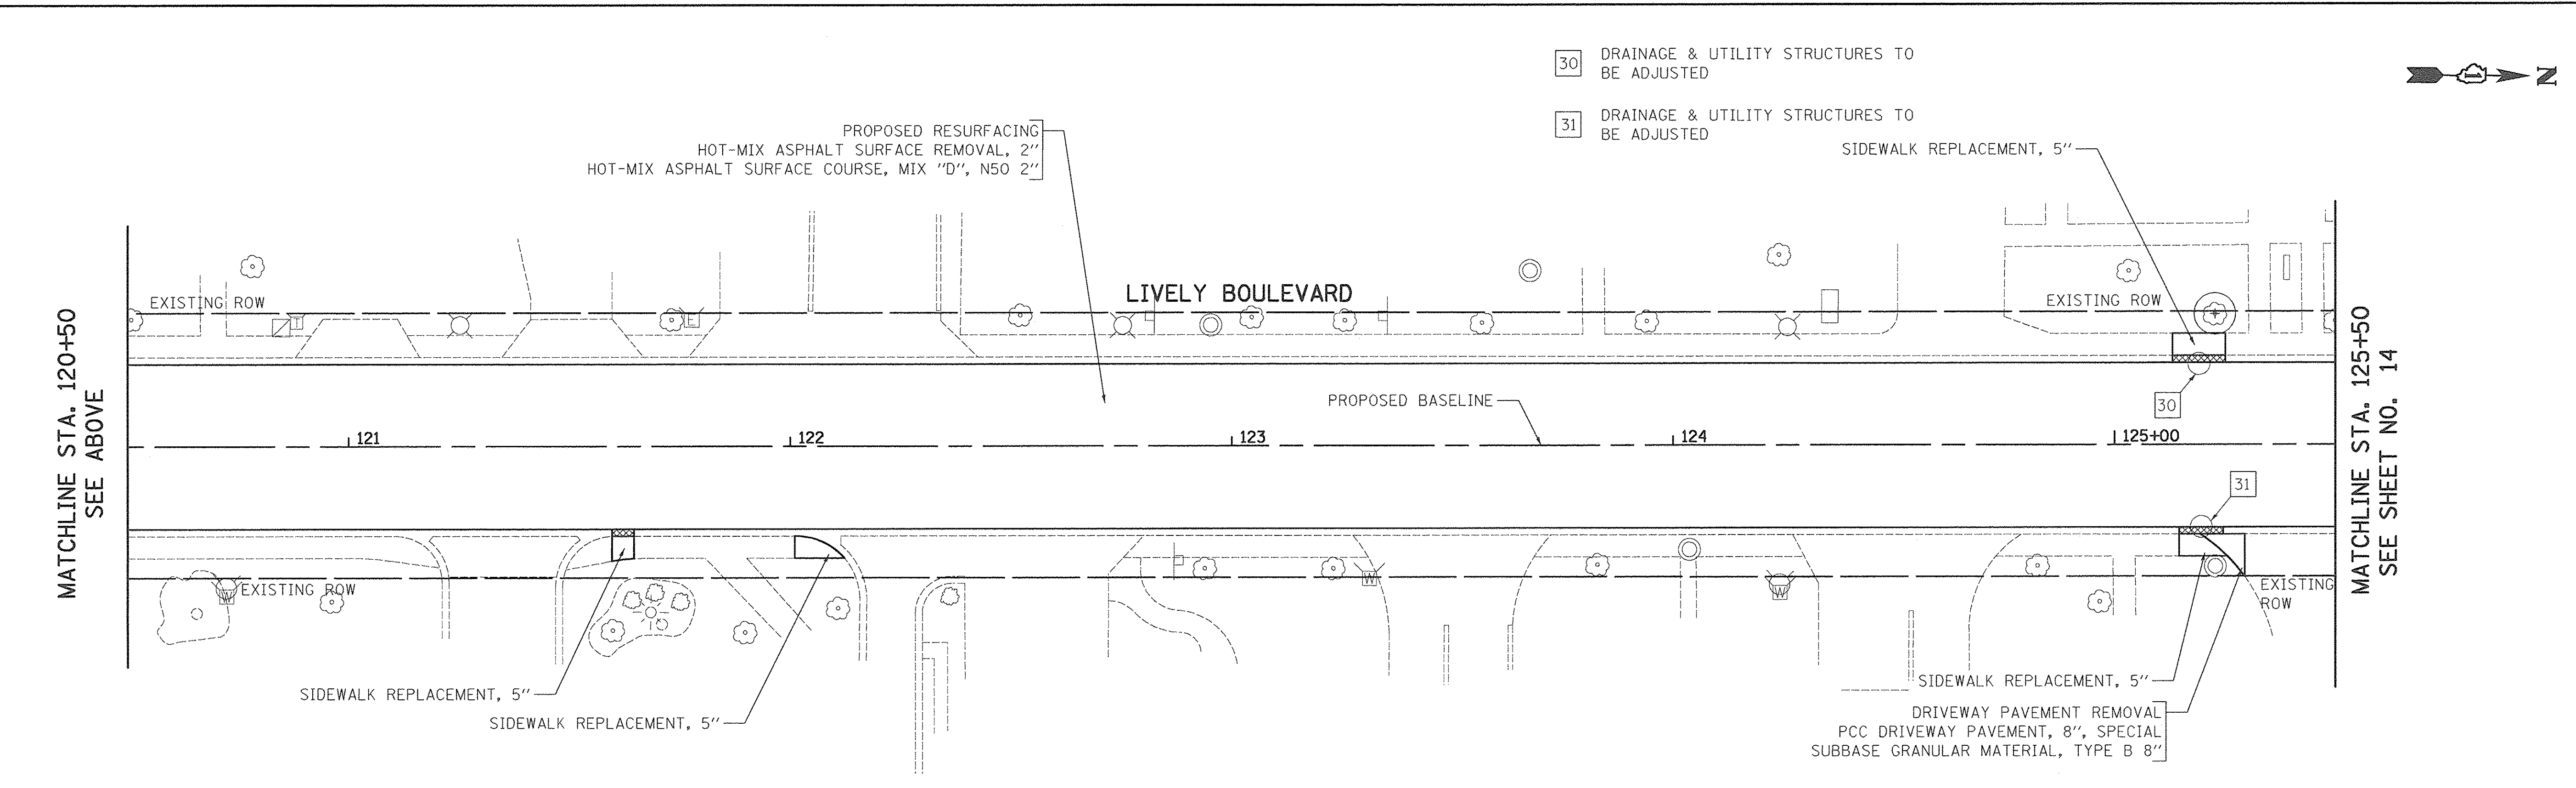 30 DRAINAGE & UTILITY STRUCTURES TO
BE ADJUSTED
31 DRAINAGE & UTILITY STRUCTURES TO
BE ADJUSTED
N
1
PROPOSED RESURFACING
HOT-MIX ASPHALT SURFACE REMOVAL, 2"
HOT-MIX ASPHALT SURFACE COURSE, MIX "D", N50 2"
SIDEWALK REPLACEMENT, 5"
EXISTING ROW
LIVELY BOULEVARD
EXISTING ROW
T
E
MATCHLINE STA. 120+50
SEE ABOVE
MATCHLINE STA. 125+50
SEE SHEET NO. 14
PROPOSED BASELINE
30
121
122
123
124
125+00
31
EXISTING ROW
W
W
W
EXISTING
ROW
SIDEWALK REPLACEMENT, 5"
SIDEWALK REPLACEMENT, 5"
SIDEWALK REPLACEMENT, 5"
DRIVEWAY PAVEMENT REMOVAL
PCC DRIVEWAY PAVEMENT, 8", SPECIAL
SUBBASE GRANULAR MATERIAL, TYPE B 8"